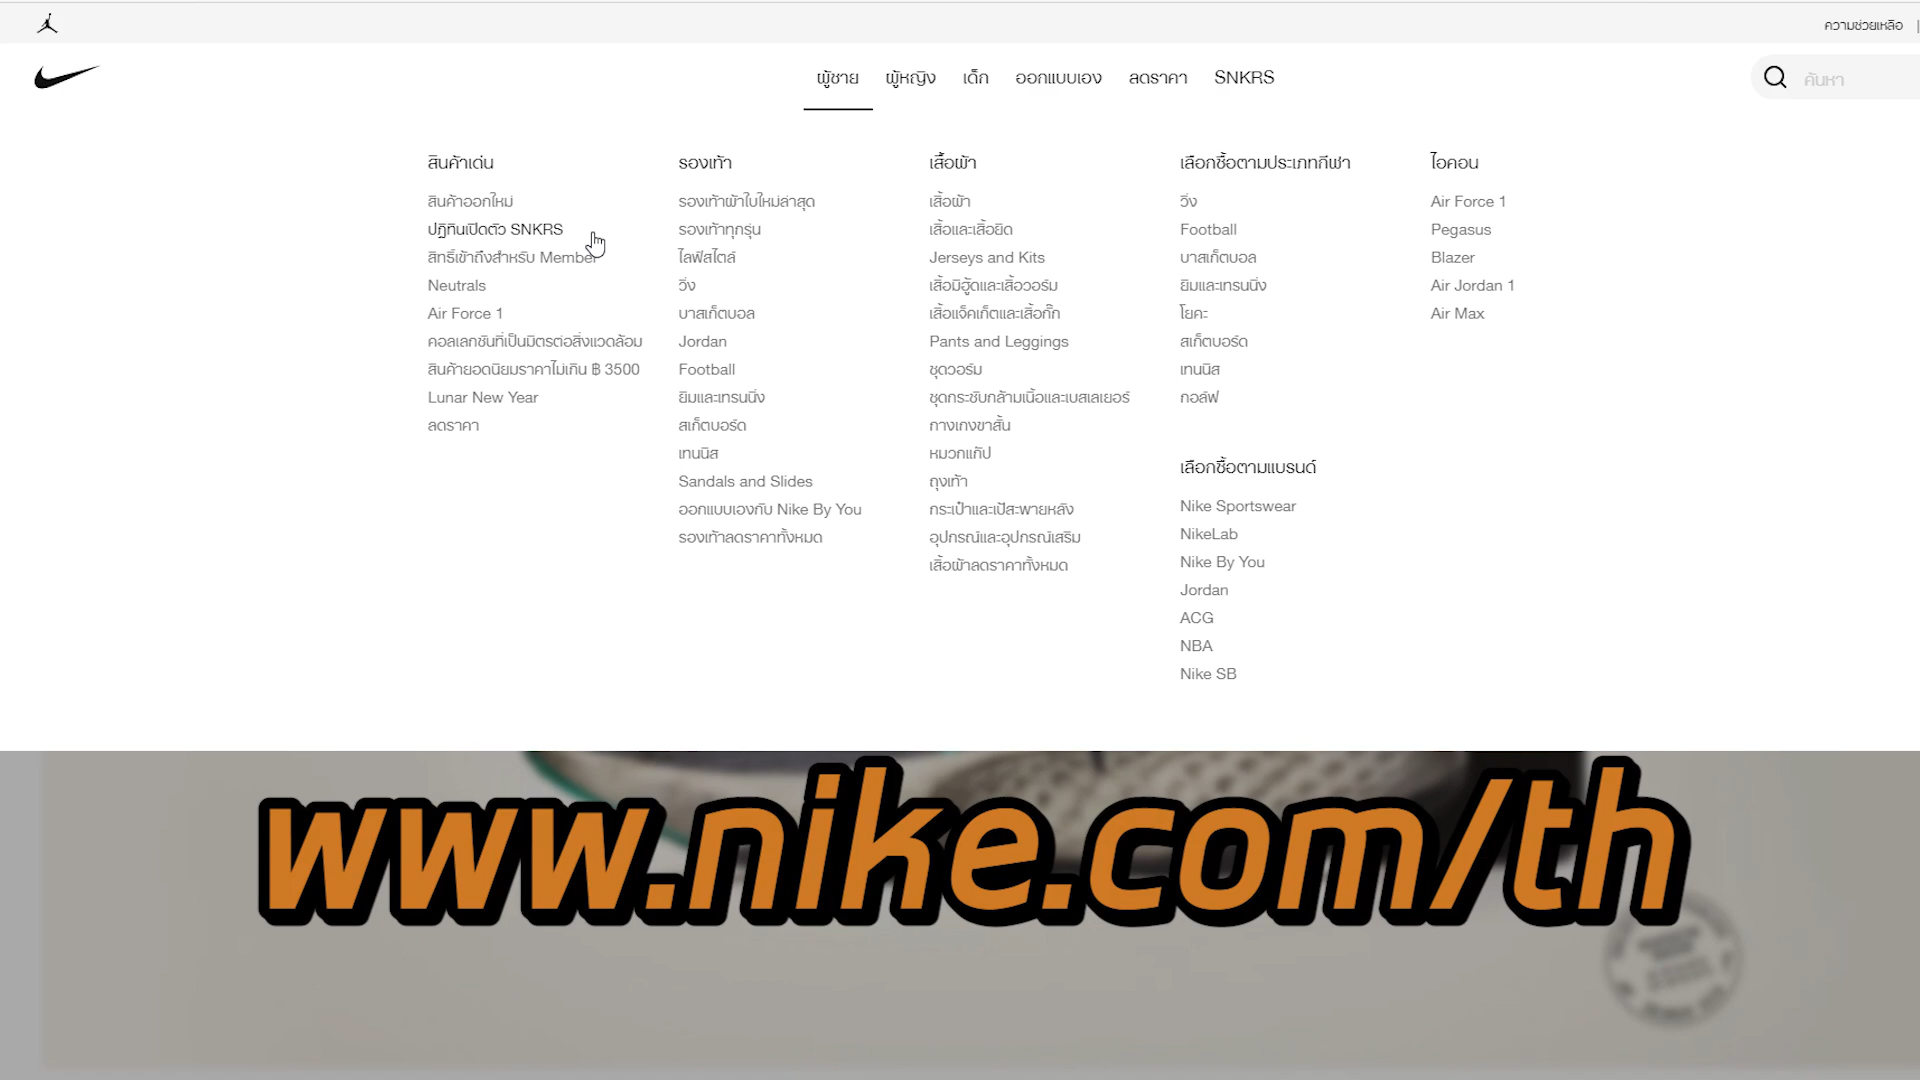 ความช่วยเหลือ
ผู้ชาย ผู้หญิง เด็ก ออกแบบเอง ลดราคา SNKRS
ค้นหา
สินค้าเด่น
สินค้าออกใหม่
ปฏิทินเปิดตัว SNKRS
สิทธิ์เข้าถึงสำหรับ Member
Neutrals
Air Force 1
คอลเลกชันที่เป็นมิตรต่อสิ่งแวดล้อม
สินค้ายอดนิยมราคาไม่เกิน ฿ 3500
Lunar New Year
ลดราคา
รองเท้า
รองเท้าผ้าใบใหม่ล่าสุด
รองเท้าทุกรุ่น
ไลฟ์สไตล์
วิ่ง
บาสเก็ตบอล
Jordan
Football
ยิมและเทรนนิ่ง
สเก็ตบอร์ด
เทนนิส
Sandals and Slides
ออกแบบเองกับ Nike By You
รองเท้าลดราคาทั้งหมด
เสื้อผ้า
เสื้อผ้า
เสื้อและเสื้อยืด
Jerseys and Kits
เสื้อมีฮู้ดและเสื้อวอร์ม
เสื้อแจ็คเก็ตและเสื้อกั๊ก
Pants and Leggings
ชุดวอร์ม
ชุดกระชับกล้ามเนื้อและเบสเลเยอร์
กางเกงขาสั้น
หมวกแก๊ป
ถุงเท้า
กระเป๋าและเป้สะพายหลัง
อุปกรณ์และอุปกรณ์เสริม
เสื้อผ้าลดราคาทั้งหมด
เลือกซื้อตามประเภทกีฬา
วิ่ง
Football
บาสเก็ตบอล
ยิมและเทรนนิ่ง
โยคะ
สเก็ตบอร์ด
เทนนิส
กอล์ฟ
เลือกซื้อตามแบรนด์
Nike Sportswear
NikeLab
Nike By You
Jordan
ACG
NBA
Nike SB
ไอคอน
Air Force 1
Pegasus
Blazer
Air Jordan 1
Air Max
www.nike.com/th